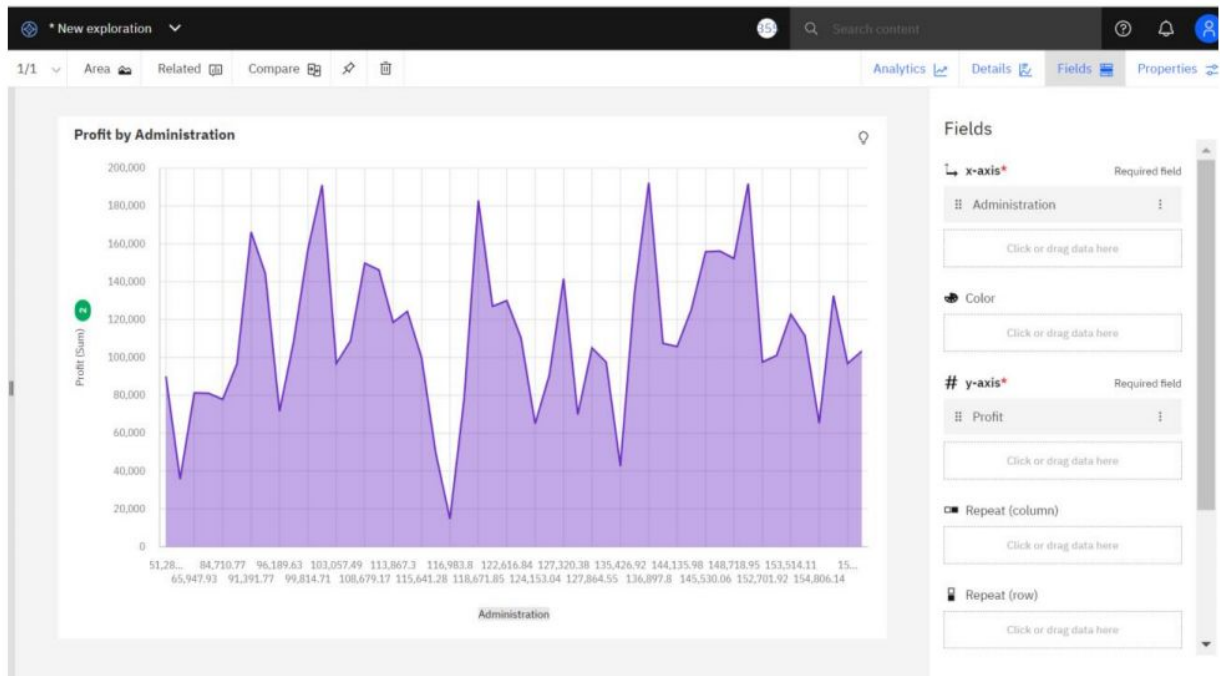 * New exploration
Search content
1/1 Area Related Compare
Analytics Details Fields Properties
Profit by Administration
200,000
180,000
160,000
140,000
120,000
100,000
80,000
60,000
40,000
20,000
0
Profit (Sum) 2
51,28... 84,710.77 96,189.63 103,057.49 113,867.3 116,983.8 122,616.84 127,320.38 135,426.92 144,135.98 148,718.95 153,514.11 15...
65,947.93 91,391.77 99,814.71 108,679.17 115,641.28 118,671.85 124,153.04 127,864.55 136,897.8 145,530.06 152,701.92 154,806.14
Administration
Fields
x-axis* Required field
Administration
Click or drag data here
Color
Click or drag data here
# y-axis* Required field
Profit
Click or drag data here
Repeat (column)
Click or drag data here
Repeat (row)
Click or drag data here